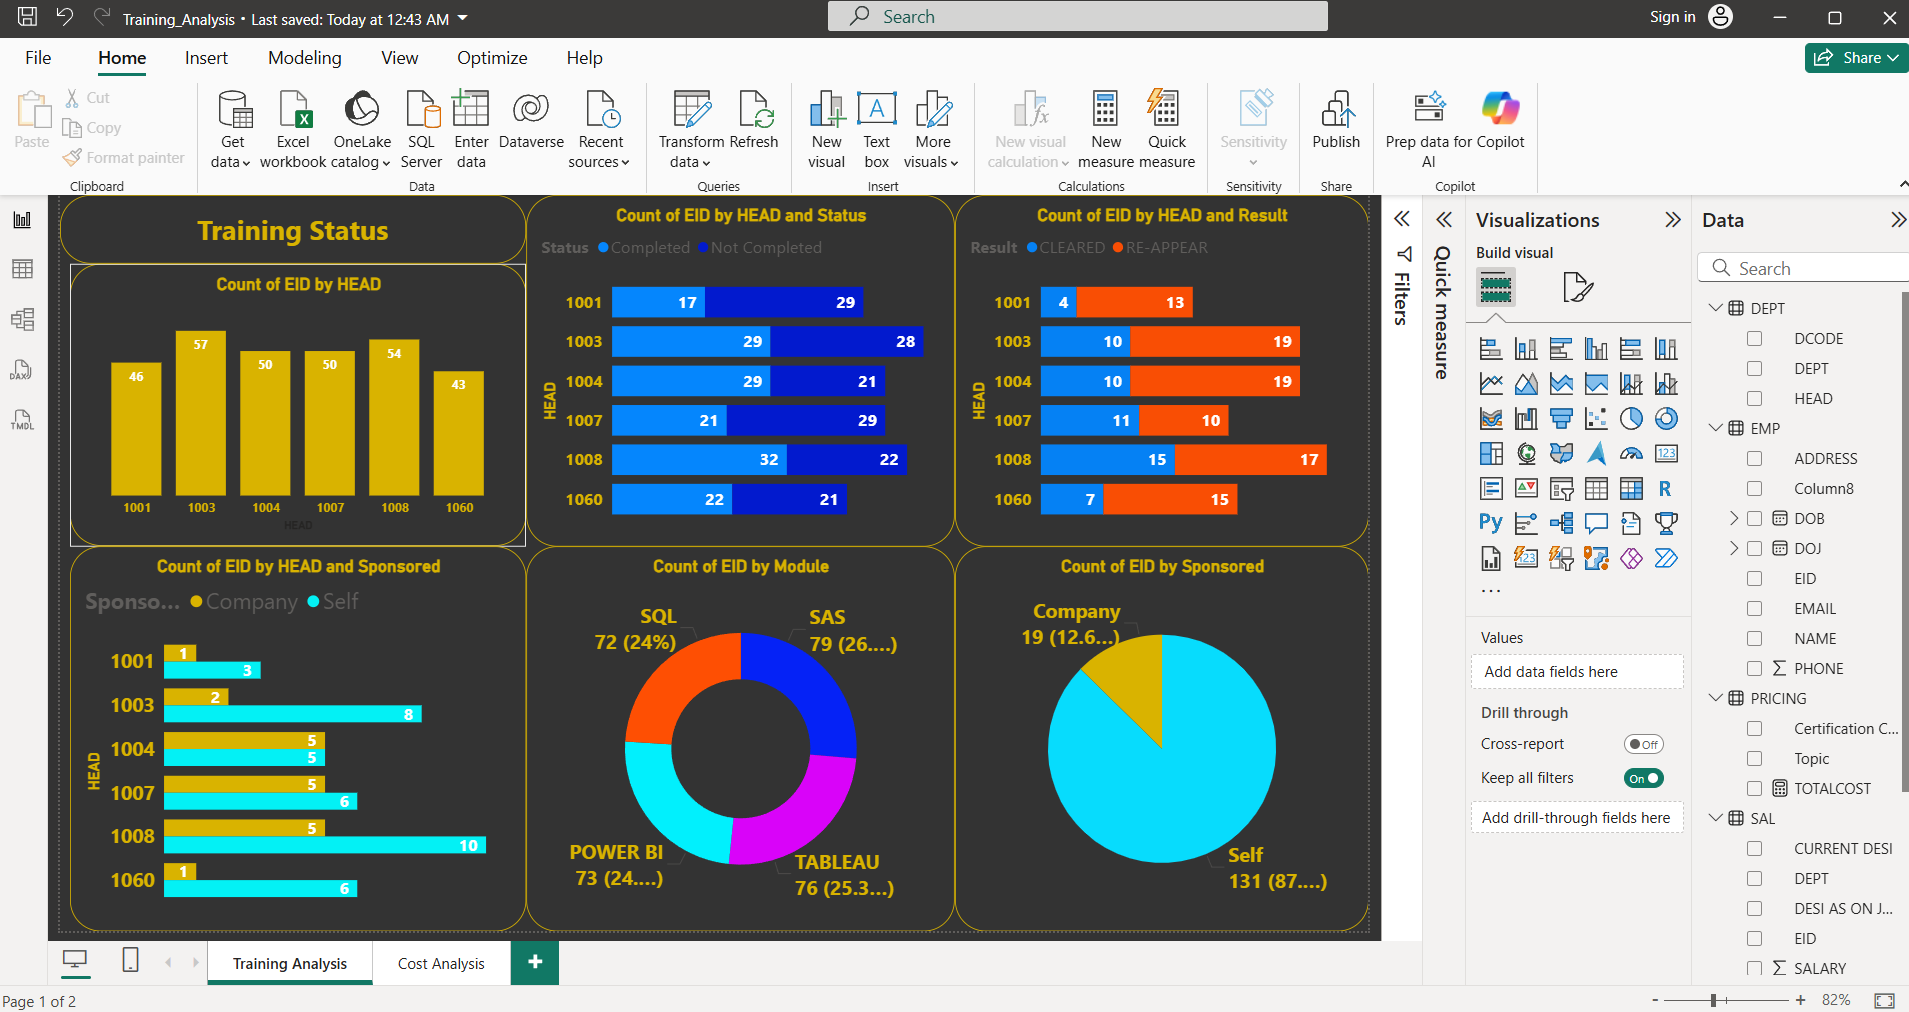 Training_Analysis • Last saved: Today at 12:43 AM
Search
Sign in
File
Home
Insert
Modeling
View
Optimize
Help
Share
Paste
Cut
Copy
Format painter
Clipboard
Get data
Excel workbook
OneLake catalog
SQL Server
Enter data
Dataverse
Recent sources
Data
Transform data
Refresh
Queries
New visual
Text box
More visuals
Insert
New visual calculation
New measure
Quick measure
Calculations
Sensitivity
Sensitivity
Publish
Share
Prep data for AI
Copilot
Copilot
DAX
TMDL
Training Status
Count of EID by HEAD
46
57
50
50
54
43
1001
1003
1004
1007
1008
1060
HEAD
Count of EID by HEAD and Status
Status
Completed
Not Completed
HEAD
1001
17
29
1003
29
28
1004
29
21
1007
21
29
1008
32
22
1060
22
21
Count of EID by HEAD and Result
Result
CLEARED
RE-APPEAR
HEAD
1001
4
13
1003
10
19
1004
10
19
1007
11
10
1008
15
17
1060
7
15
Count of EID by HEAD and Sponsored
Sponso...
Company
Self
HEAD
1001
1
3
1003
2
8
1004
5
5
1007
5
6
1008
5
10
1060
1
6
Count of EID by Module
SQL
72 (24%)
SAS
79 (26....)
POWER BI
73 (24....)
TABLEAU
76 (25.3...)
Count of EID by Sponsored
Company
19 (12.6...)
Self
131 (87....)
Filters
Quick measure
Visualizations
Build visual
123
R
Py
123
...
Values
Add data fields here
Drill through
Cross-report
Off
Keep all filters
On
Add drill-through fields here
Data
Search
DEPT
DCODE
DEPT
HEAD
EMP
ADDRESS
Column8
DOB
DOJ
EID
EMAIL
NAME
PHONE
PRICING
Certification C...
Topic
TOTALCOST
SAL
CURRENT DESI
DEPT
DESI AS ON J...
EID
SALARY
Training Analysis
Cost Analysis
+
Page 1 of 2
-
+
82%